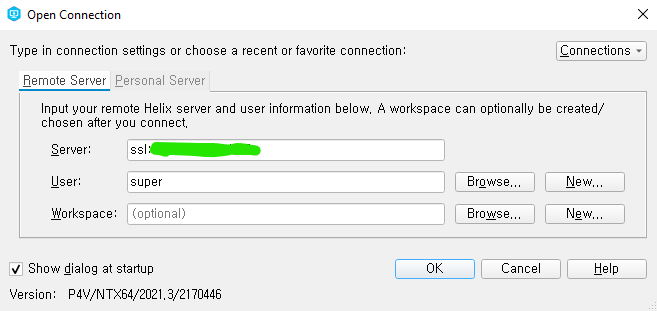 Open Connection
Type in connection settings or choose a recent or favorite connection:
Connections
Remote Server
Personal Server
Input your remote Helix server and user information below. A workspace can optionally be created/
chosen after you connect.
Server: ssl:
User: super Browse... New...
Workspace: (optional) Browse... New...
Show dialog at startup OK Cancel Help
Version: P4V/NTX64/2021.3/2170446